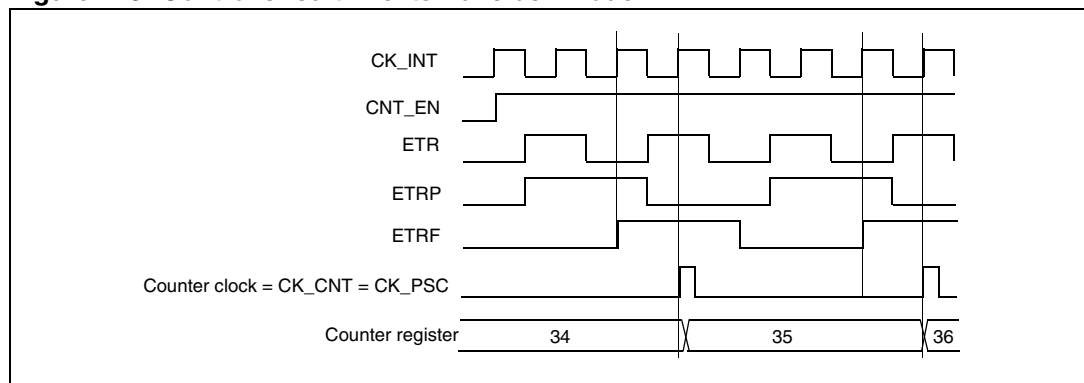 CK_INT
CNT_EN
ETR
ETRP
ETRF
Counter clock = CK_CNT = CK_PSC
Counter register 34 35 36